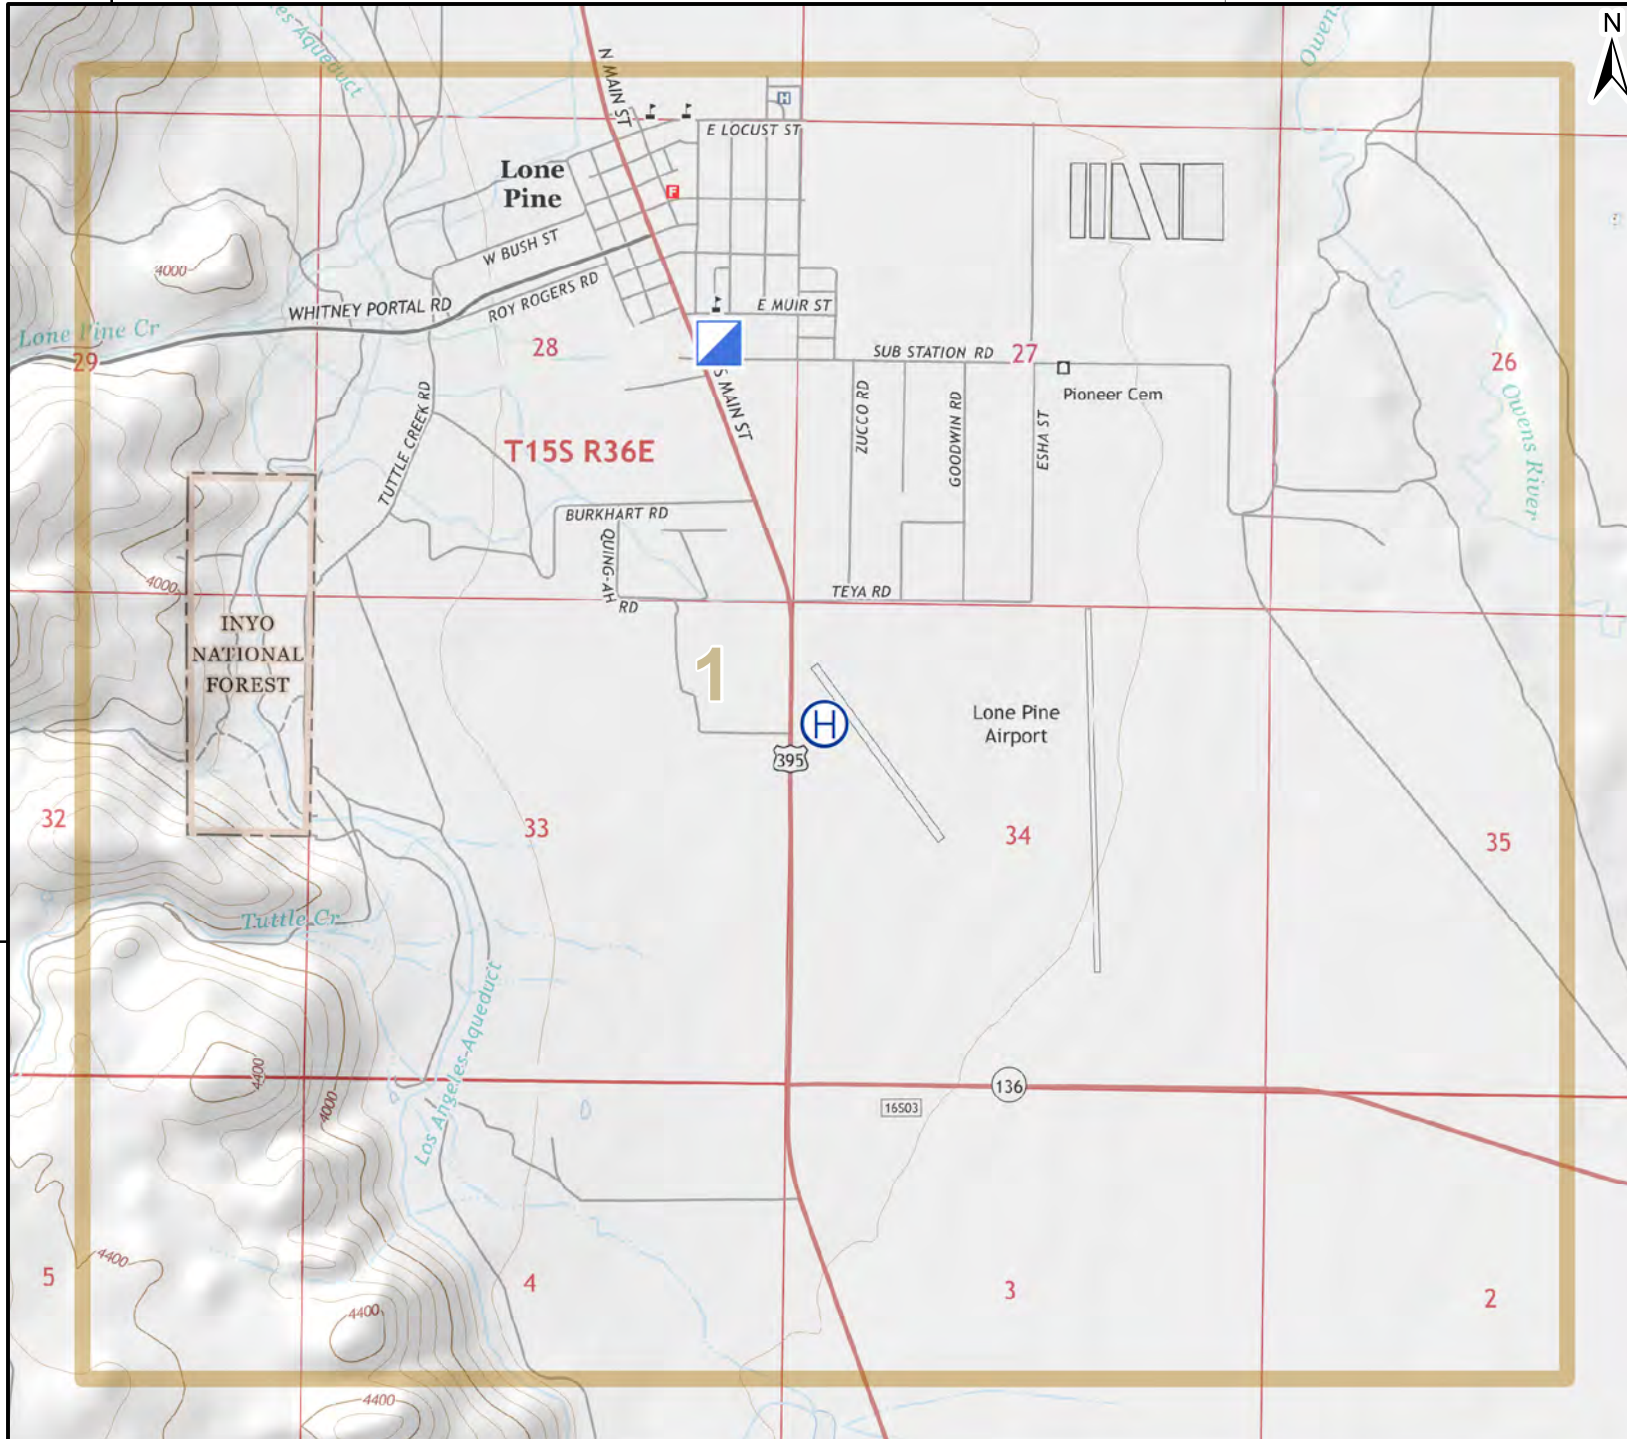 es Aqueduct
Owens
N
N MAIN ST
H
E LOCUST ST
Lone
Pine
F
W BUSH ST
4000
WHITNEY PORTAL RD
ROY ROGERS RD
E MUIR ST
Lone Pine Cr
29
28
SUB STATION RD
27
26
Pioneer Cem
S MAIN ST
TUTTLE CREEK RD
ZUCCO RD
GOODWIN RD
ESHA ST
Owens River
T15S R36E
BURKHART RD
QUING-AH
RD
4000
TEYA RD
INYO
NATIONAL
FOREST
1
H
Lone Pine
Airport
395
32
33
34
35
Tuttle Cr
Los Angeles Aqueduct
4400
4000
136
16S03
4400
5
4
3
2
4400
4400